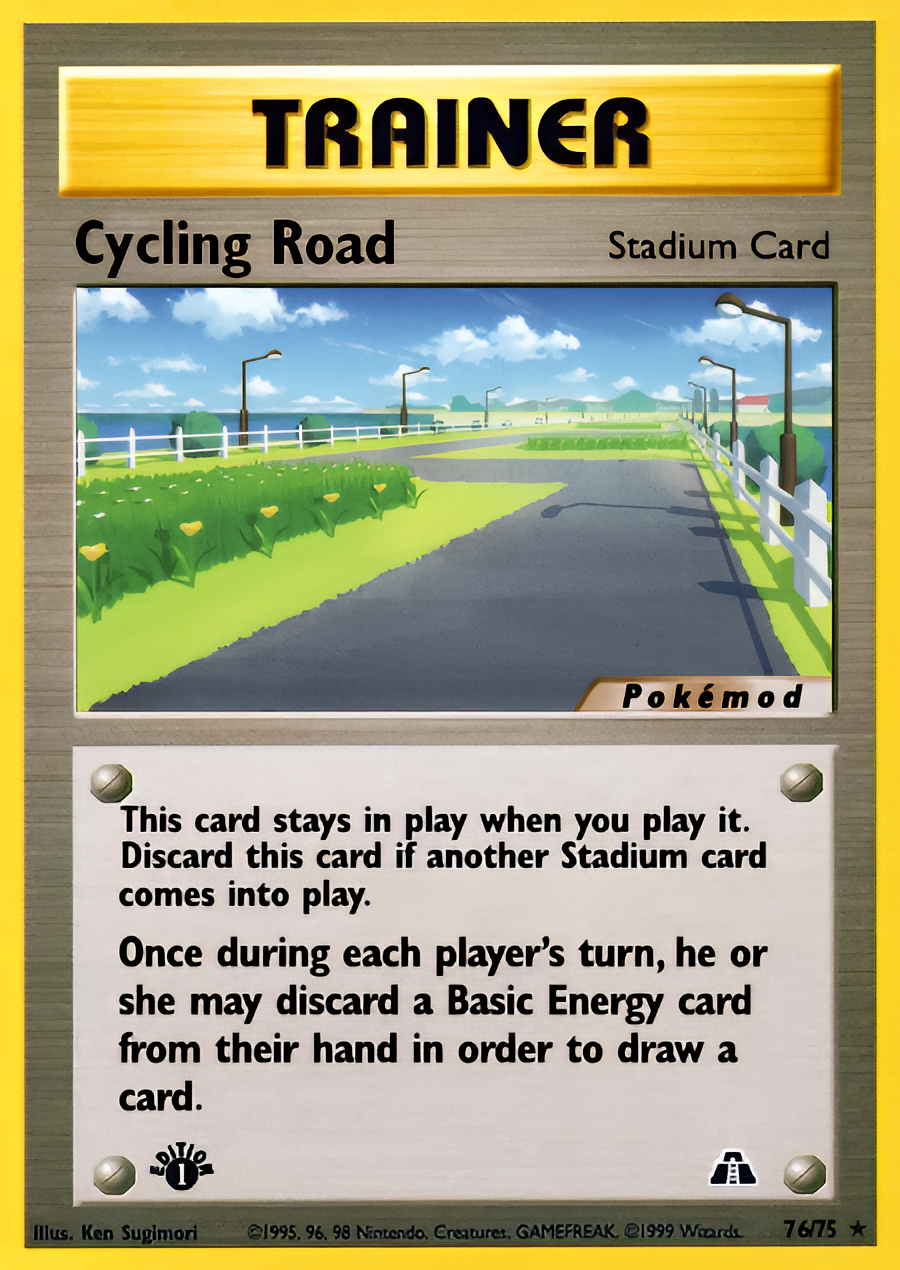 TRAINER
Cycling Road
Stadium Card
Pokémod
This card stays in play when you play it.
Discard this card if another Stadium card
comes into play.
Once during each player's turn, he or
she may discard a Basic Energy card
from their hand in order to draw a
card.
EDITION
1
Illus. Ken Sugimori
©1995, 96, 98 Nintendo, Creatures, GAMEFREAK. ©1999 Wizards.
76/75 ★